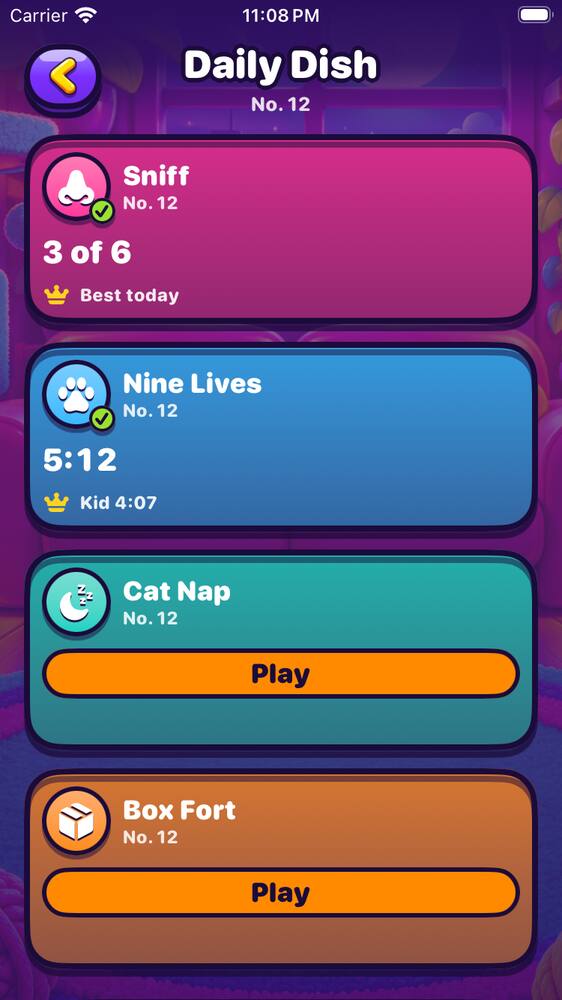 Carrier 11:08 PM
Daily Dish
No. 12
Sniff
No. 12
3 of 6
Best today
Nine Lives
No. 12
5:12
Kid 4:07
Cat Nap
No. 12
Play
Box Fort
No. 12
Play